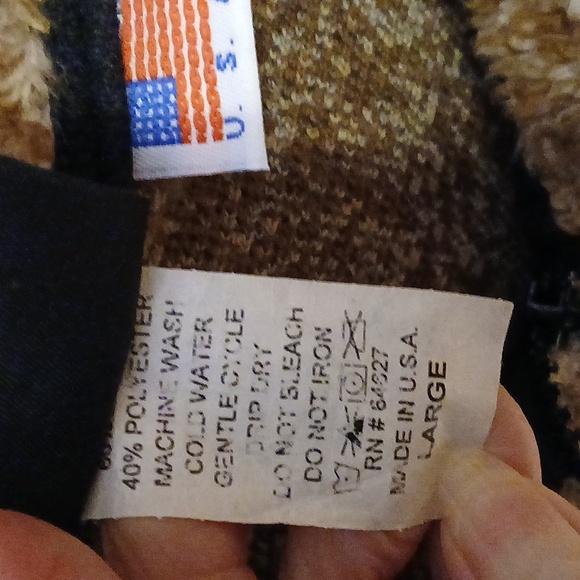 U. S.
40% POLYESTER
MACHINE WASH
COLD WATER
GENTLE CYCLE
DRIP DRY
DO NOT BLEACH
DO NOT IRON
RN # 64627
MADE IN U.S.A.
LARGE